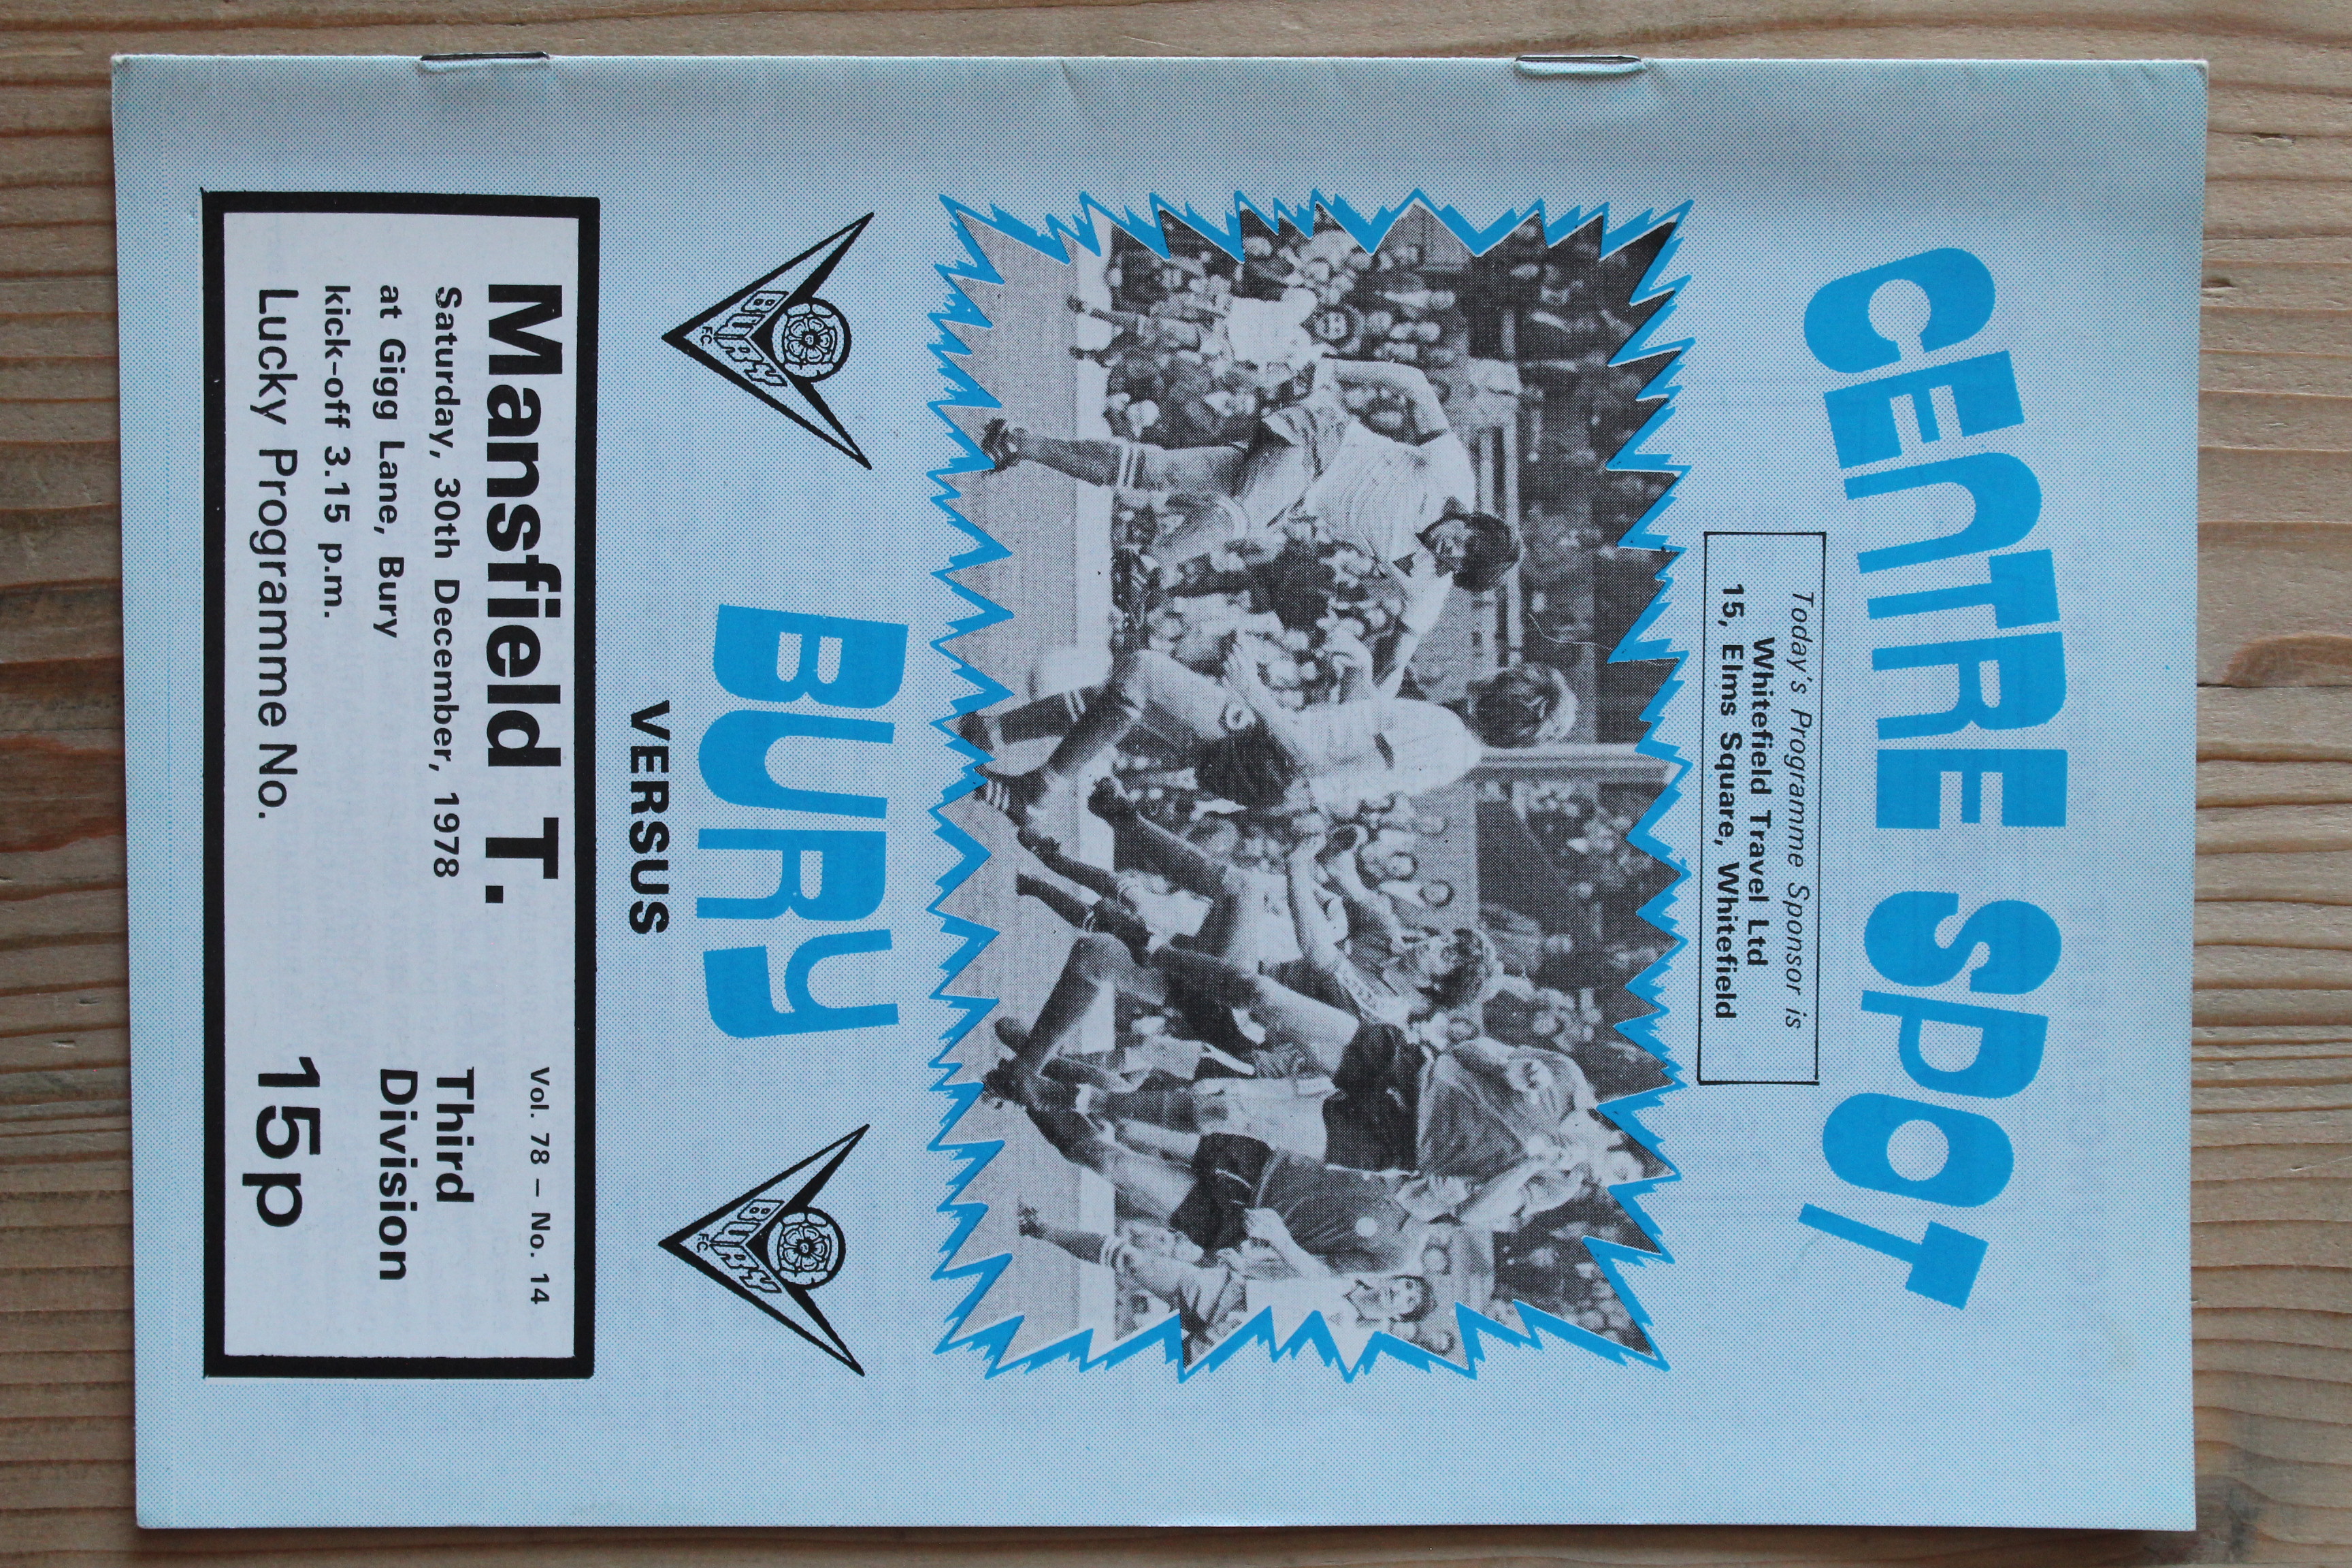 CENTRE SPOT
Today's Programme Sponsor is
Whitefield Travel Ltd
15, Elms Square, Whitefield
BURY
BURY
F.C.
BURY
F.C.
VERSUS
Mansfield T.
Saturday, 30th December, 1978
at Gigg Lane, Bury
kick-off 3.15 p.m.
Lucky Programme No.
Vol. 78 – No. 14
Third
Division
15p